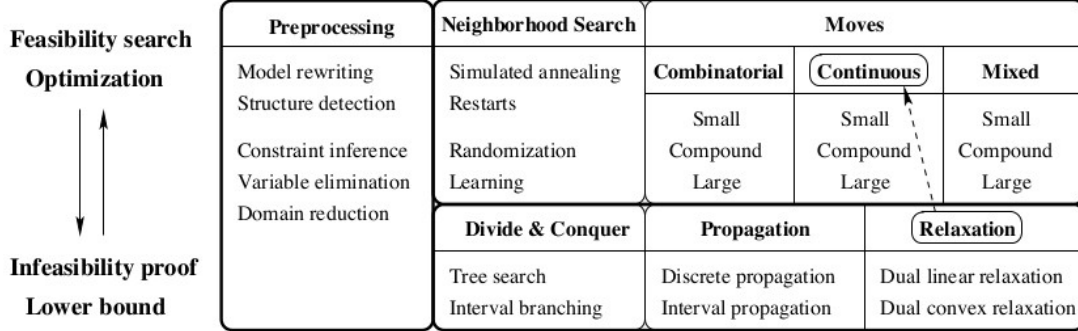 Feasibility search
Optimization
Infeasibility proof
Lower bound
Preprocessing
Model rewriting
Structure detection
Constraint inference
Variable elimination
Domain reduction
Neighborhood Search
Simulated annealing
Restarts
Randomization
Learning
Moves
Combinatorial
Small
Compound
Large
Continuous
Small
Compound
Large
Mixed
Small
Compound
Large
Divide & Conquer
Tree search
Interval branching
Propagation
Discrete propagation
Interval propagation
Relaxation
Dual linear relaxation
Dual convex relaxation